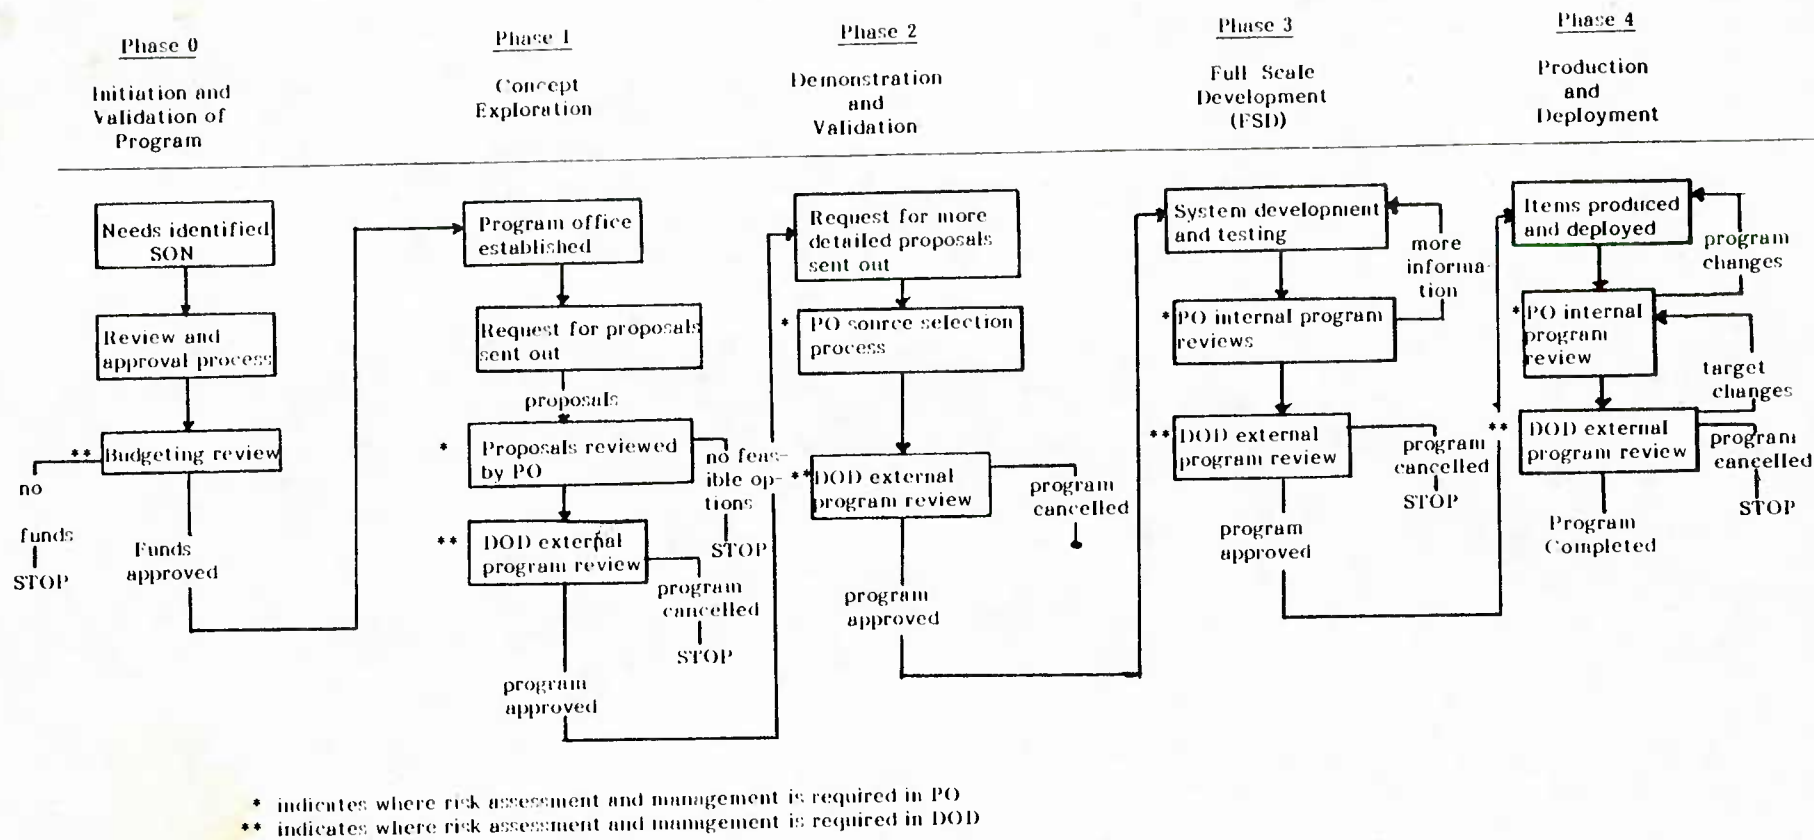 Phase 0
Initiation and
Validation of
Program
Phase 1
Concept
Exploration
Phase 2
Demonstration
and
Validation
Phase 3
Full Scale
Development
(FSD)
Phase 4
Production
and
Deployment
Needs identified
SON
Review and
approval process
** Budgeting review
no
funds
STOP
Funds
approved
Program office
established
Request for proposals
sent out
proposals
* Proposals reviewed
by PO
no feas-
ible op-
tions
STOP
** DOD external
program review
program
cancelled
STOP
program
approved
Request for more
detailed proposals
sent out
* PO source selection
process
** DOD external
program review
program
cancelled
program
approved
System development
and testing
more
informa-
tion
* PO internal program
reviews
** DOD external
program review
program
cancelled
STOP
program
approved
Items produced
and deployed
program
changes
* PO internal
program
review
target
changes
** DOD external
program review
program
cancelled
STOP
Program
Completed
* indicates where risk assessment and management is required in PO
** indicates where risk assessment and management is required in DOD